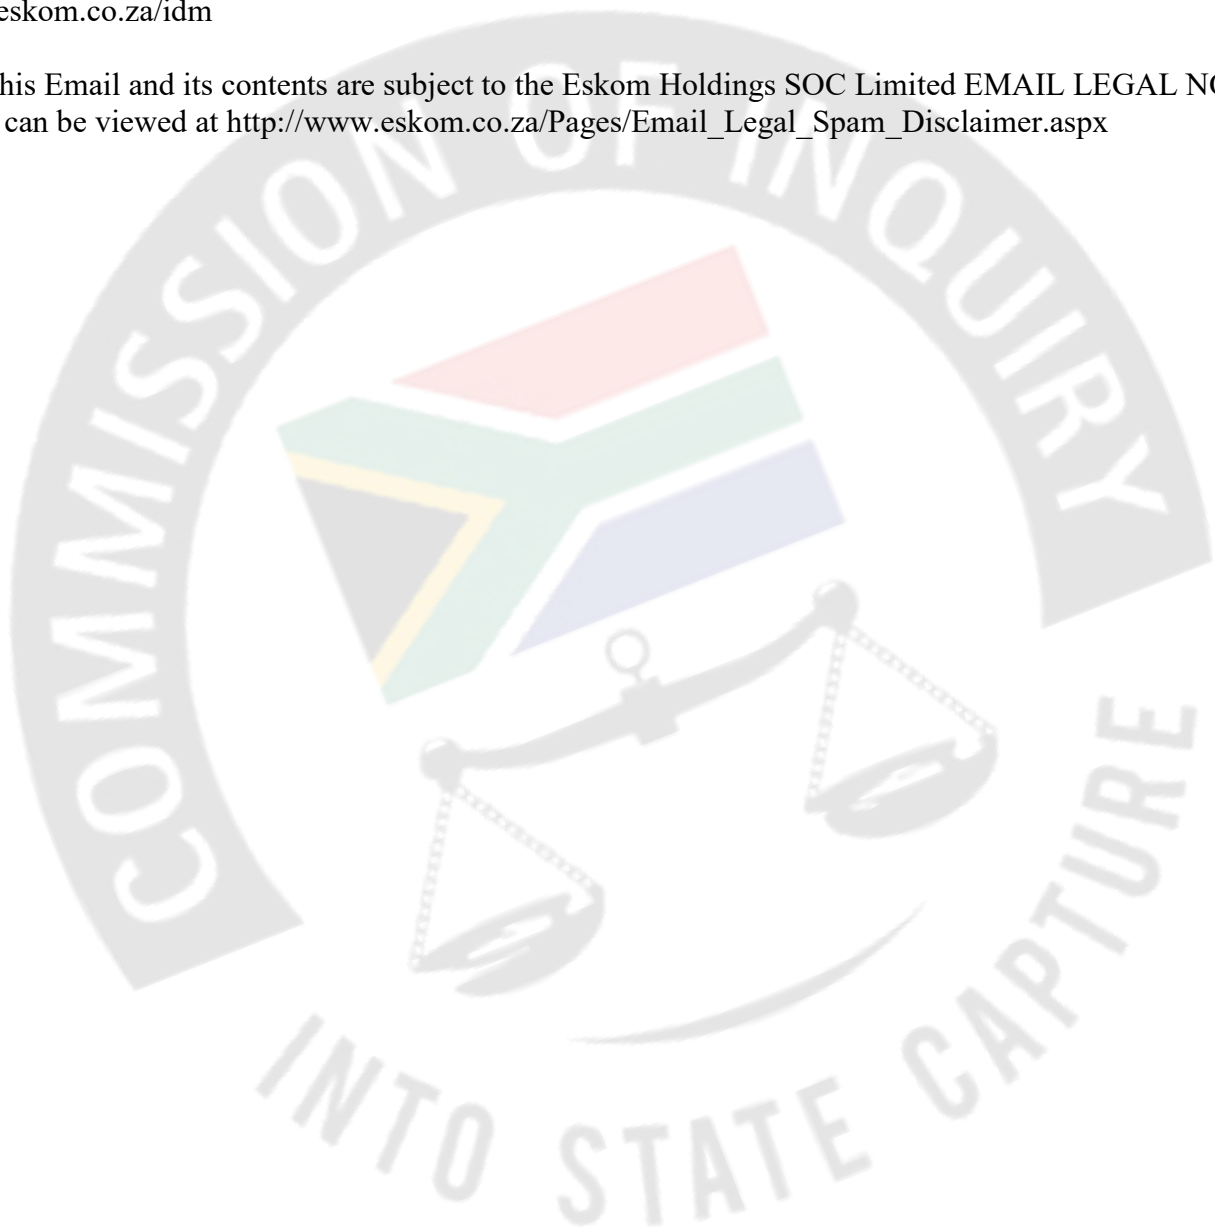 eskom.co.za/idm
his Email and its contents are subject to the Eskom Holdings SOC Limited EMAIL LEGAL
can be viewed at http://www.eskom.co.za/Pages/Email_Legal_Spam_Disclaimer.aspx
COMMISSION OF INQUIRY
INTO STATE CAPTURE